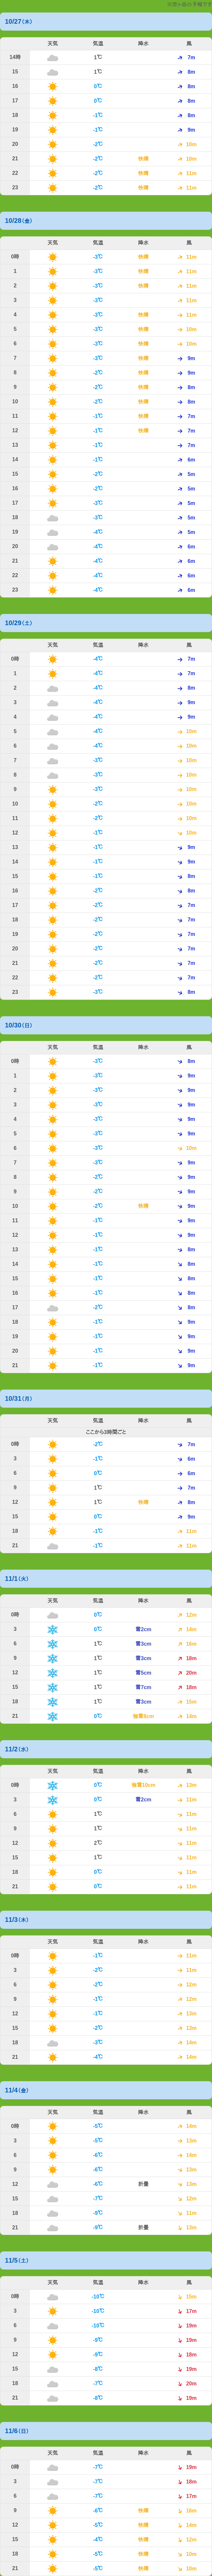 10/27(木)
天気 気温 降水 風
14時 1℃ 7m
15 1℃ 8m
16 0℃ 8m
17 0℃ 8m
18 -1℃ 8m
19 -1℃ 9m
20 -2℃ 10m
21 -2℃ 快晴 10m
22 -2℃ 快晴 11m
23 -2℃ 快晴 11m
10/28(金)
天気 気温 降水 風
0時 -3℃ 快晴 11m
1 -3℃ 快晴 11m
2 -3℃ 快晴 11m
3 -3℃ 11m
4 -3℃ 快晴 11m
5 -3℃ 快晴 10m
6 -3℃ 快晴 10m
7 -3℃ 快晴 9m
8 -2℃ 快晴 9m
9 -2℃ 快晴 8m
10 -2℃ 快晴 8m
11 -1℃ 快晴 7m
12 -1℃ 快晴 7m
13 -1℃ 7m
14 -1℃ 6m
15 -2℃ 5m
16 -2℃ 5m
17 -3℃ 5m
18 -3℃ 5m
19 -4℃ 5m
20 -4℃ 6m
21 -4℃ 6m
22 -4℃ 6m
23 -4℃ 6m
10/29(土)
天気 気温 降水 風
0時 -4℃ 7m
1 -4℃ 7m
2 -4℃ 8m
3 -4℃ 9m
4 -4℃ 9m
5 -4℃ 10m
6 -4℃ 10m
7 -3℃ 10m
8 -3℃ 10m
9 -3℃ 10m
10 -2℃ 10m
11 -2℃ 10m
12 -1℃ 10m
13 -1℃ 9m
14 -1℃ 9m
15 -1℃ 8m
16 -2℃ 8m
17 -2℃ 7m
18 -2℃ 7m
19 -2℃ 7m
20 -2℃ 7m
21 -2℃ 7m
22 -2℃ 7m
23 -3℃ 8m
10/30(日)
天気 気温 降水 風
0時 -3℃ 8m
1 -3℃ 9m
2 -3℃ 9m
3 -3℃ 9m
4 -3℃ 9m
5 -3℃ 9m
6 -3℃ 10m
7 -3℃ 9m
8 -2℃ 9m
9 -2℃ 9m
10 -2℃ 快晴 9m
11 -1℃ 9m
12 -1℃ 9m
13 -1℃ 8m
14 -1℃ 8m
15 -1℃ 8m
16 -1℃ 8m
17 -2℃ 8m
18 -1℃ 9m
19 -1℃ 9m
20 -1℃ 9m
21 -1℃ 9m
10/31(月)
天気 気温 降水 風
ここから3時間ごと
0時 -2℃ 7m
3 -1℃ 6m
6 0℃ 6m
9 1℃ 7m
12 1℃ 快晴 8m
15 0℃ 9m
18 -1℃ 11m
21 -1℃ 11m
11/1(火)
天気 気温 降水 風
0時 0℃ 12m
3 0℃ 雪2cm 14m
6 1℃ 雪3cm 16m
9 1℃ 雪3cm 18m
12 1℃ 雪5cm 20m
15 1℃ 雪7cm 18m
18 1℃ 雪3cm 15m
21 0℃ 強雪8cm 14m
11/2(水)
天気 気温 降水 風
0時 0℃ 強雪10cm 13m
3 0℃ 雪2cm 11m
6 1℃ 11m
9 1℃ 11m
12 2℃ 11m
15 1℃ 11m
18 0℃ 11m
21 0℃ 11m
11/3(木)
天気 気温 降水 風
0時 -1℃ 11m
3 -2℃ 11m
6 -2℃ 12m
9 -1℃ 12m
12 -1℃ 13m
15 -2℃ 13m
18 -3℃ 14m
21 -4℃ 14m
11/4(金)
天気 気温 降水 風
0時 -5℃ 14m
3 -5℃ 13m
6 -6℃ 14m
9 -6℃ 13m
12 -6℃ 折曇 13m
15 -7℃ 12m
18 -9℃ 11m
21 -9℃ 折曇 13m
11/5(土)
天気 気温 降水 風
0時 -10℃ 15m
3 -10℃ 17m
6 -10℃ 19m
9 -9℃ 19m
12 -9℃ 18m
15 -8℃ 19m
18 -7℃ 20m
21 -8℃ 19m
11/6(日)
天気 気温 降水 風
0時 -7℃ 19m
3 -7℃ 18m
6 -7℃ 17m
9 -6℃ 快晴 16m
12 -5℃ 快晴 14m
15 -4℃ 快晴 12m
18 -5℃ 快晴 10m
21 -5℃ 快晴 10m